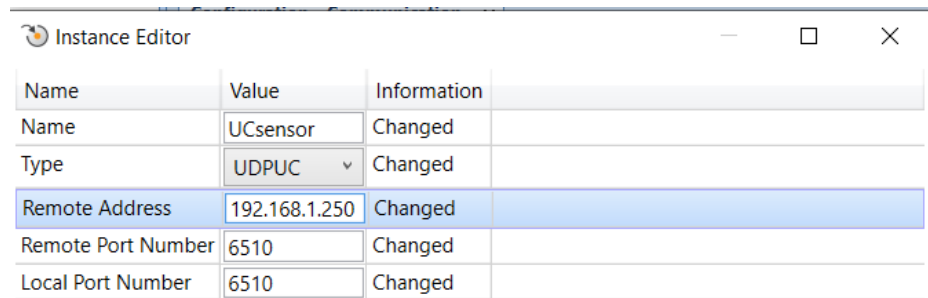 Instance Editor
Name Value Information
Name UCsensor Changed
Type UDPUC Changed
Remote Address 192.168.1.250 Changed
Remote Port Number 6510 Changed
Local Port Number 6510 Changed